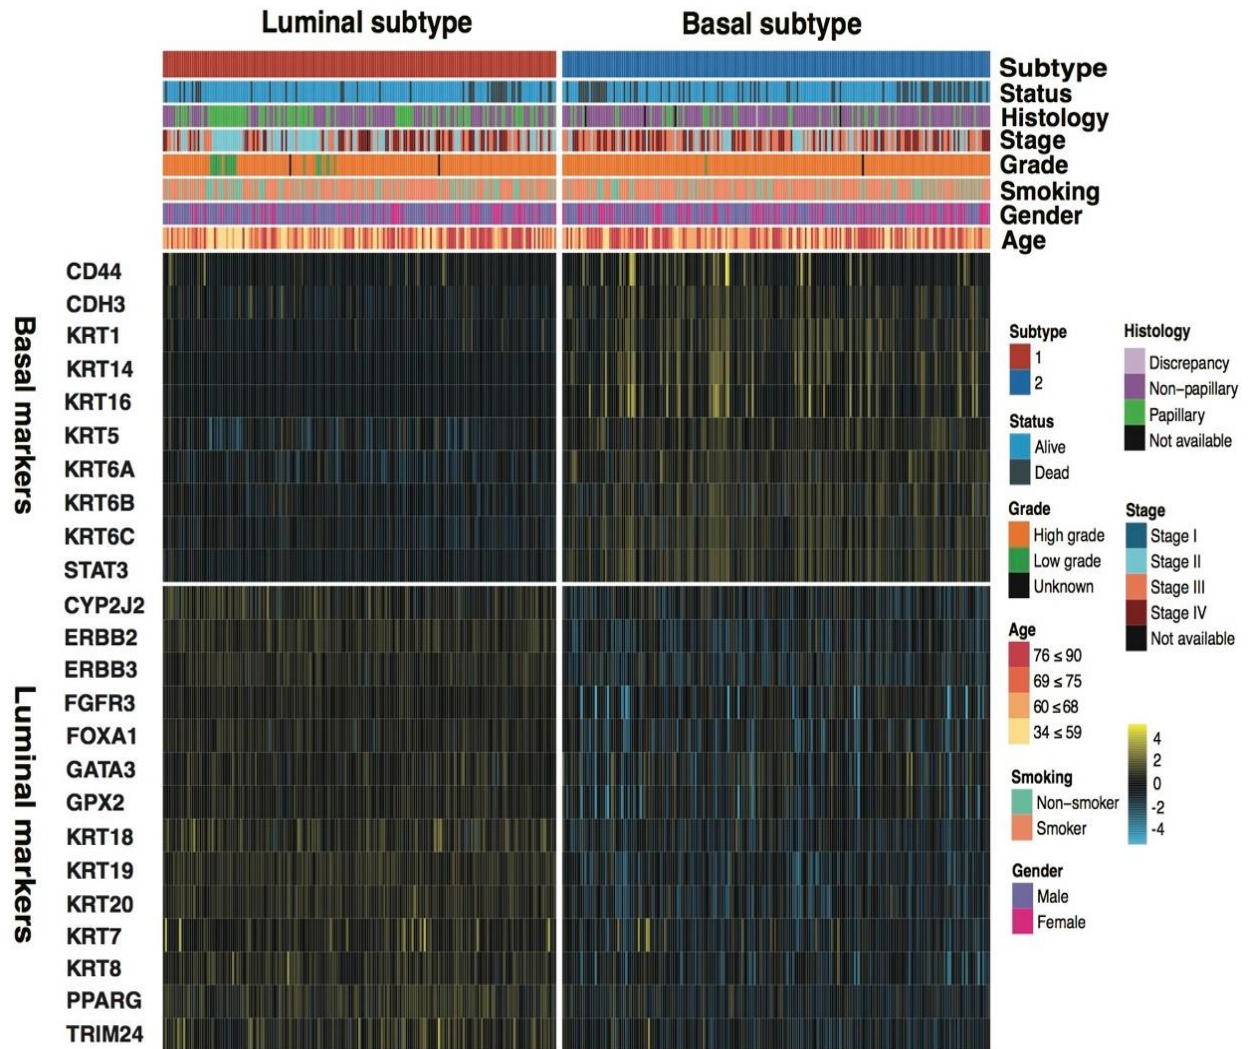 Luminal subtype
Basal subtype
Subtype
Status
Histology
Stage
Grade
Smoking
Gender
Age
Basal markers
CD44
CDH3
KRT1
KRT14
KRT16
KRT5
KRT6A
KRT6B
KRT6C
STAT3
Luminal markers
CYP2J2
ERBB2
ERBB3
FGFR3
FOXA1
GATA3
GPX2
KRT18
KRT19
KRT20
KRT7
KRT8
PPARG
TRIM24
Subtype
1
2
Status
Alive
Dead
Grade
High grade
Low grade
Unknown
Age
76 ≤ 90
69 ≤ 75
60 ≤68
34 ≤ 59
Smoking
Non-smoker
Smoker
Gender
Male
Female
Histology
Discrepancy
Non-papillary
Papillary
Not available
Stage
Stage I
Stage II
Stage III
Stage IV
Not available
4
2
0
-2
-4